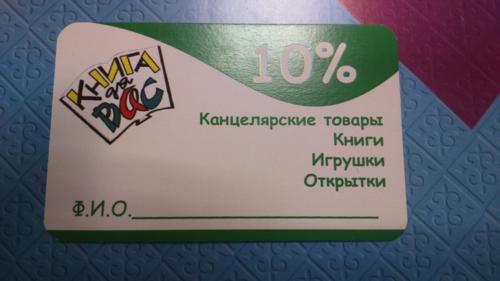 10%
КНИГА
для
ВАС
Канцелярские товары
Книги
Игрушки
Открытки
Ф.И.О.